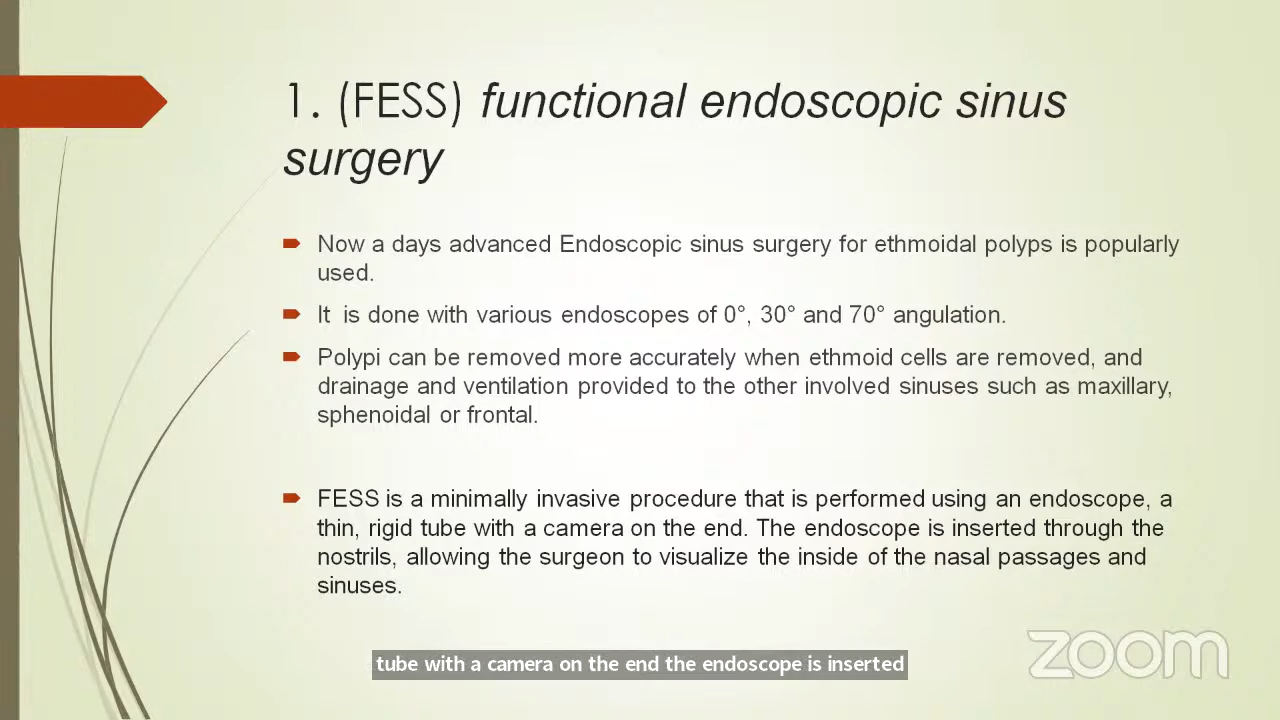 1. (FESS) functional endoscopic sinus
surgery
Now a days advanced Endoscopic sinus surgery for ethmoidal polyps is popularly
used.
It is done with various endoscopes of 0°, 30° and 70° angulation.
Polypi can be removed more accurately when ethmoid cells are removed, and
drainage and ventilation provided to the other involved sinuses such as maxillary,
sphenoidal or frontal.
FESS is a minimally invasive procedure that is performed using an endoscope, a
thin, rigid tube with a camera on the end. The endoscope is inserted through the
nostrils, allowing the surgeon to visualize the inside of the nasal passages and
sinuses.
tube with a camera on the end the endoscope is inserted
zoom